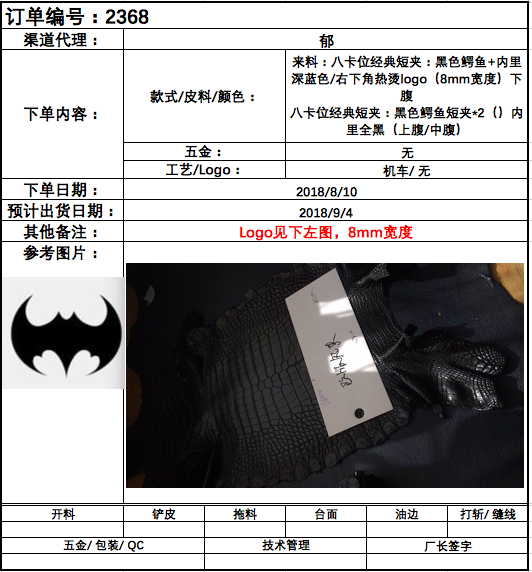 订单编号：2368
渠道代理：
郁
下单内容：
款式/皮料/颜色：
来料：八卡位经典短夹：黑色鳄鱼+内里
深蓝色/右下角热烫logo（8mm宽度）下
腹
八卡位经典短夹：黑色鳄鱼短夹*2（）内
里全黑（上腹/中腹）
五金：
无
工艺/Logo：
机车/ 无
下单日期：
2018/8/10
预计出货日期：
2018/9/4
其他备注：
Logo见下左图，8mm宽度
参考图片：
开料
铲皮
拖料
台面
油边
打斩/ 缝线
五金/ 包装/ QC
技术管理
厂长签字